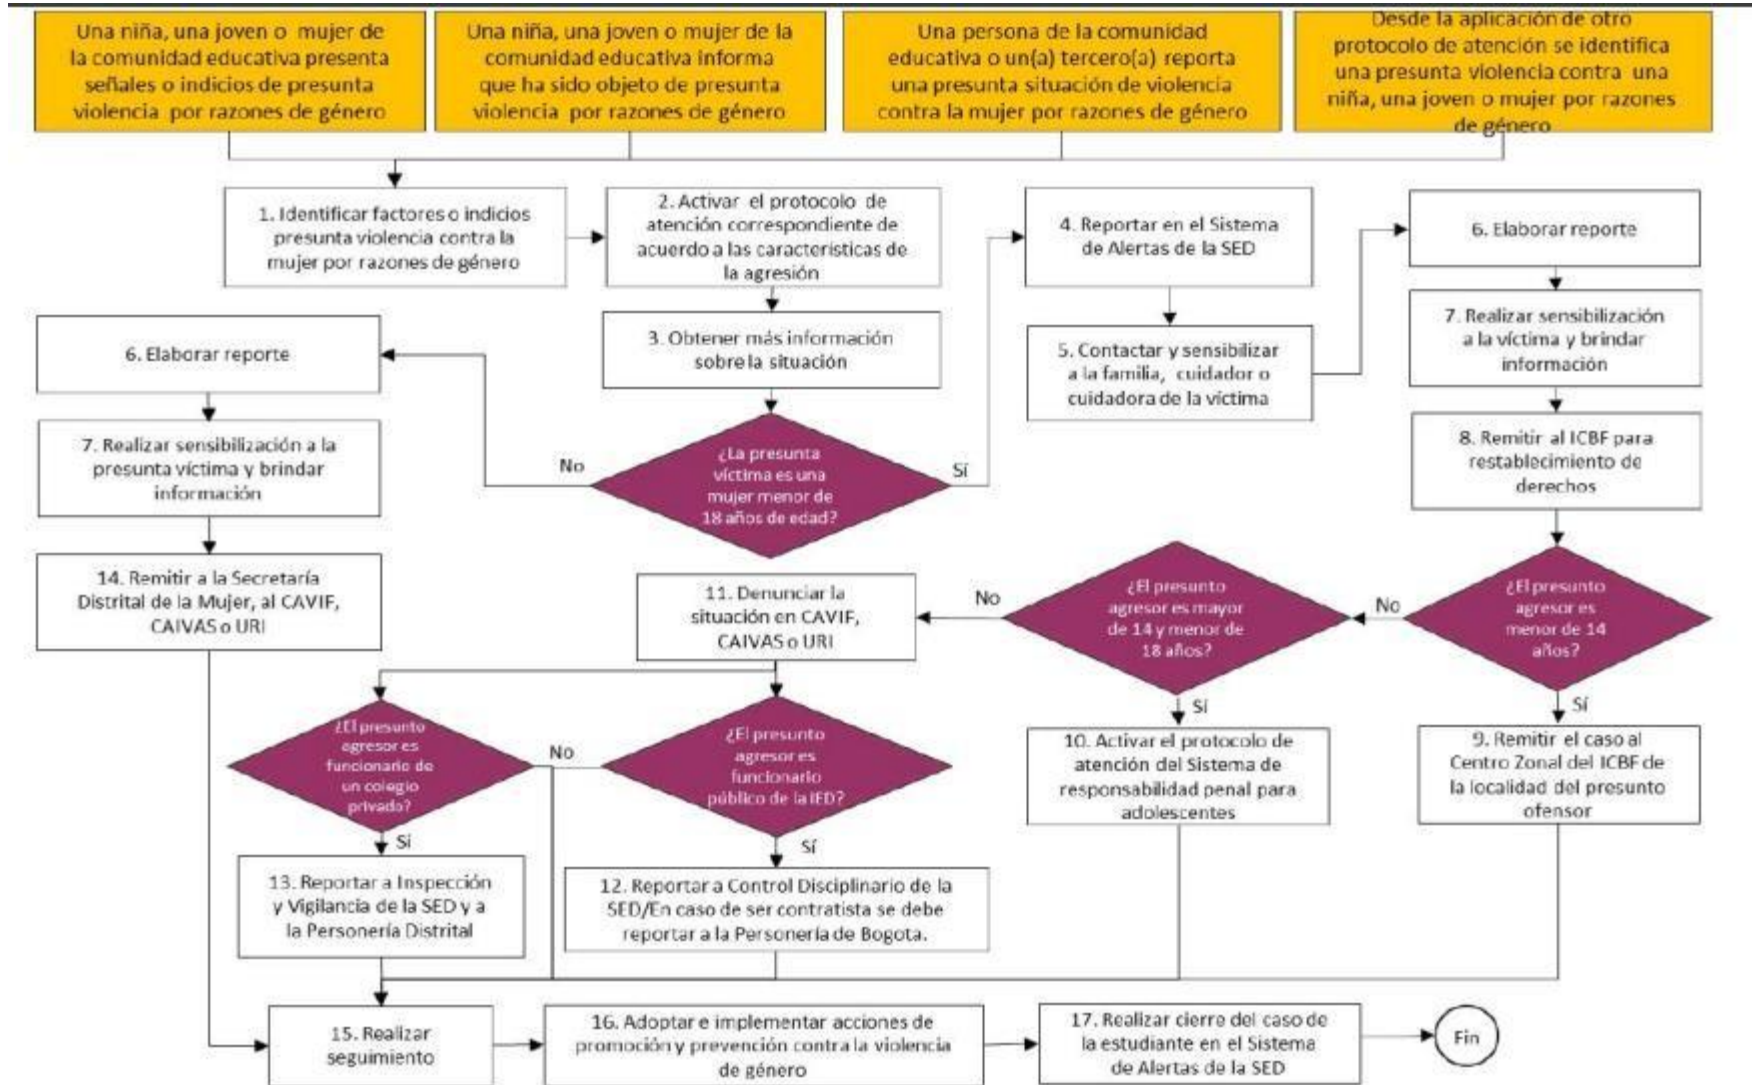 Una niña, una joven o mujer de
la comunidad educativa presenta
señales o indicios de presunta
violencia por razones de género
Una niña, una joven o mujer de la
comunidad educativa informa
que ha sido objeto de presunta
violencia por razones de género
Una persona de la comunidad
educativa o un(a) tercero(a) reporta
una presunta situación de violencia
contra la mujer por razones de género
Desde la aplicación de otro
protocolo de atención se identifica
una presunta violencia contra una
niña, una joven o mujer por razones
de género
1. Identificar factores o indicios
presunta violencia contra la
mujer por razones de género
2. Activar el protocolo de
atención correspondiente de
acuerdo a las características de
la agresión
4. Reportar en el Sistema
de Alertas de la SED
6. Elaborar reporte
6. Elaborar reporte
3. Obtener más información
sobre la situación
5. Contactar y sensibilizar
a la familia, cuidador o
cuidadora de la víctima
7. Realizar sensibilización
a la víctima y brindar
información
7. Realizar sensibilización a la
presunta víctima y brindar
información
No
¿La presunta
víctima es una
mujer menor de
18 años de edad?
Sí
8. Remitir al ICBF para
restablecimiento de
derechos
14. Remitir a la Secretaría
Distrital de la Mujer, al CAVIF,
CAIVAS o URI
11. Denunciar la
situación en CAVIF,
CAIVAS o URI
No
¿El presunto
agresor es mayor
de 14 y menor de
18 años?
No
¿El presunto
agresor es
menor de 14
años?
Sí
Sí
¿El presunto
agresor es
funcionario de
un colegio
privado?
No
¿El presunto
agresor es
funcionario
público de la IED?
10. Activar el protocolo de
atención del Sistema de
responsabilidad penal para
adolescentes
9. Remitir el caso al
Centro Zonal del ICBF de
la localidad del presunto
ofensor
Sí
Sí
13. Reportar a Inspección
y Vigilancia de la SED y a
la Personería Distrital
12. Reportar a Control Disciplinario de la
SED/En caso de ser contratista se debe
reportar a la Personería de Bogota.
15. Realizar
seguimiento
16. Adoptar e implementar acciones de
promoción y prevención contra la violencia
de género
17. Realizar cierre del caso de
la estudiante en el Sistema
de Alertas de la SED
Fin